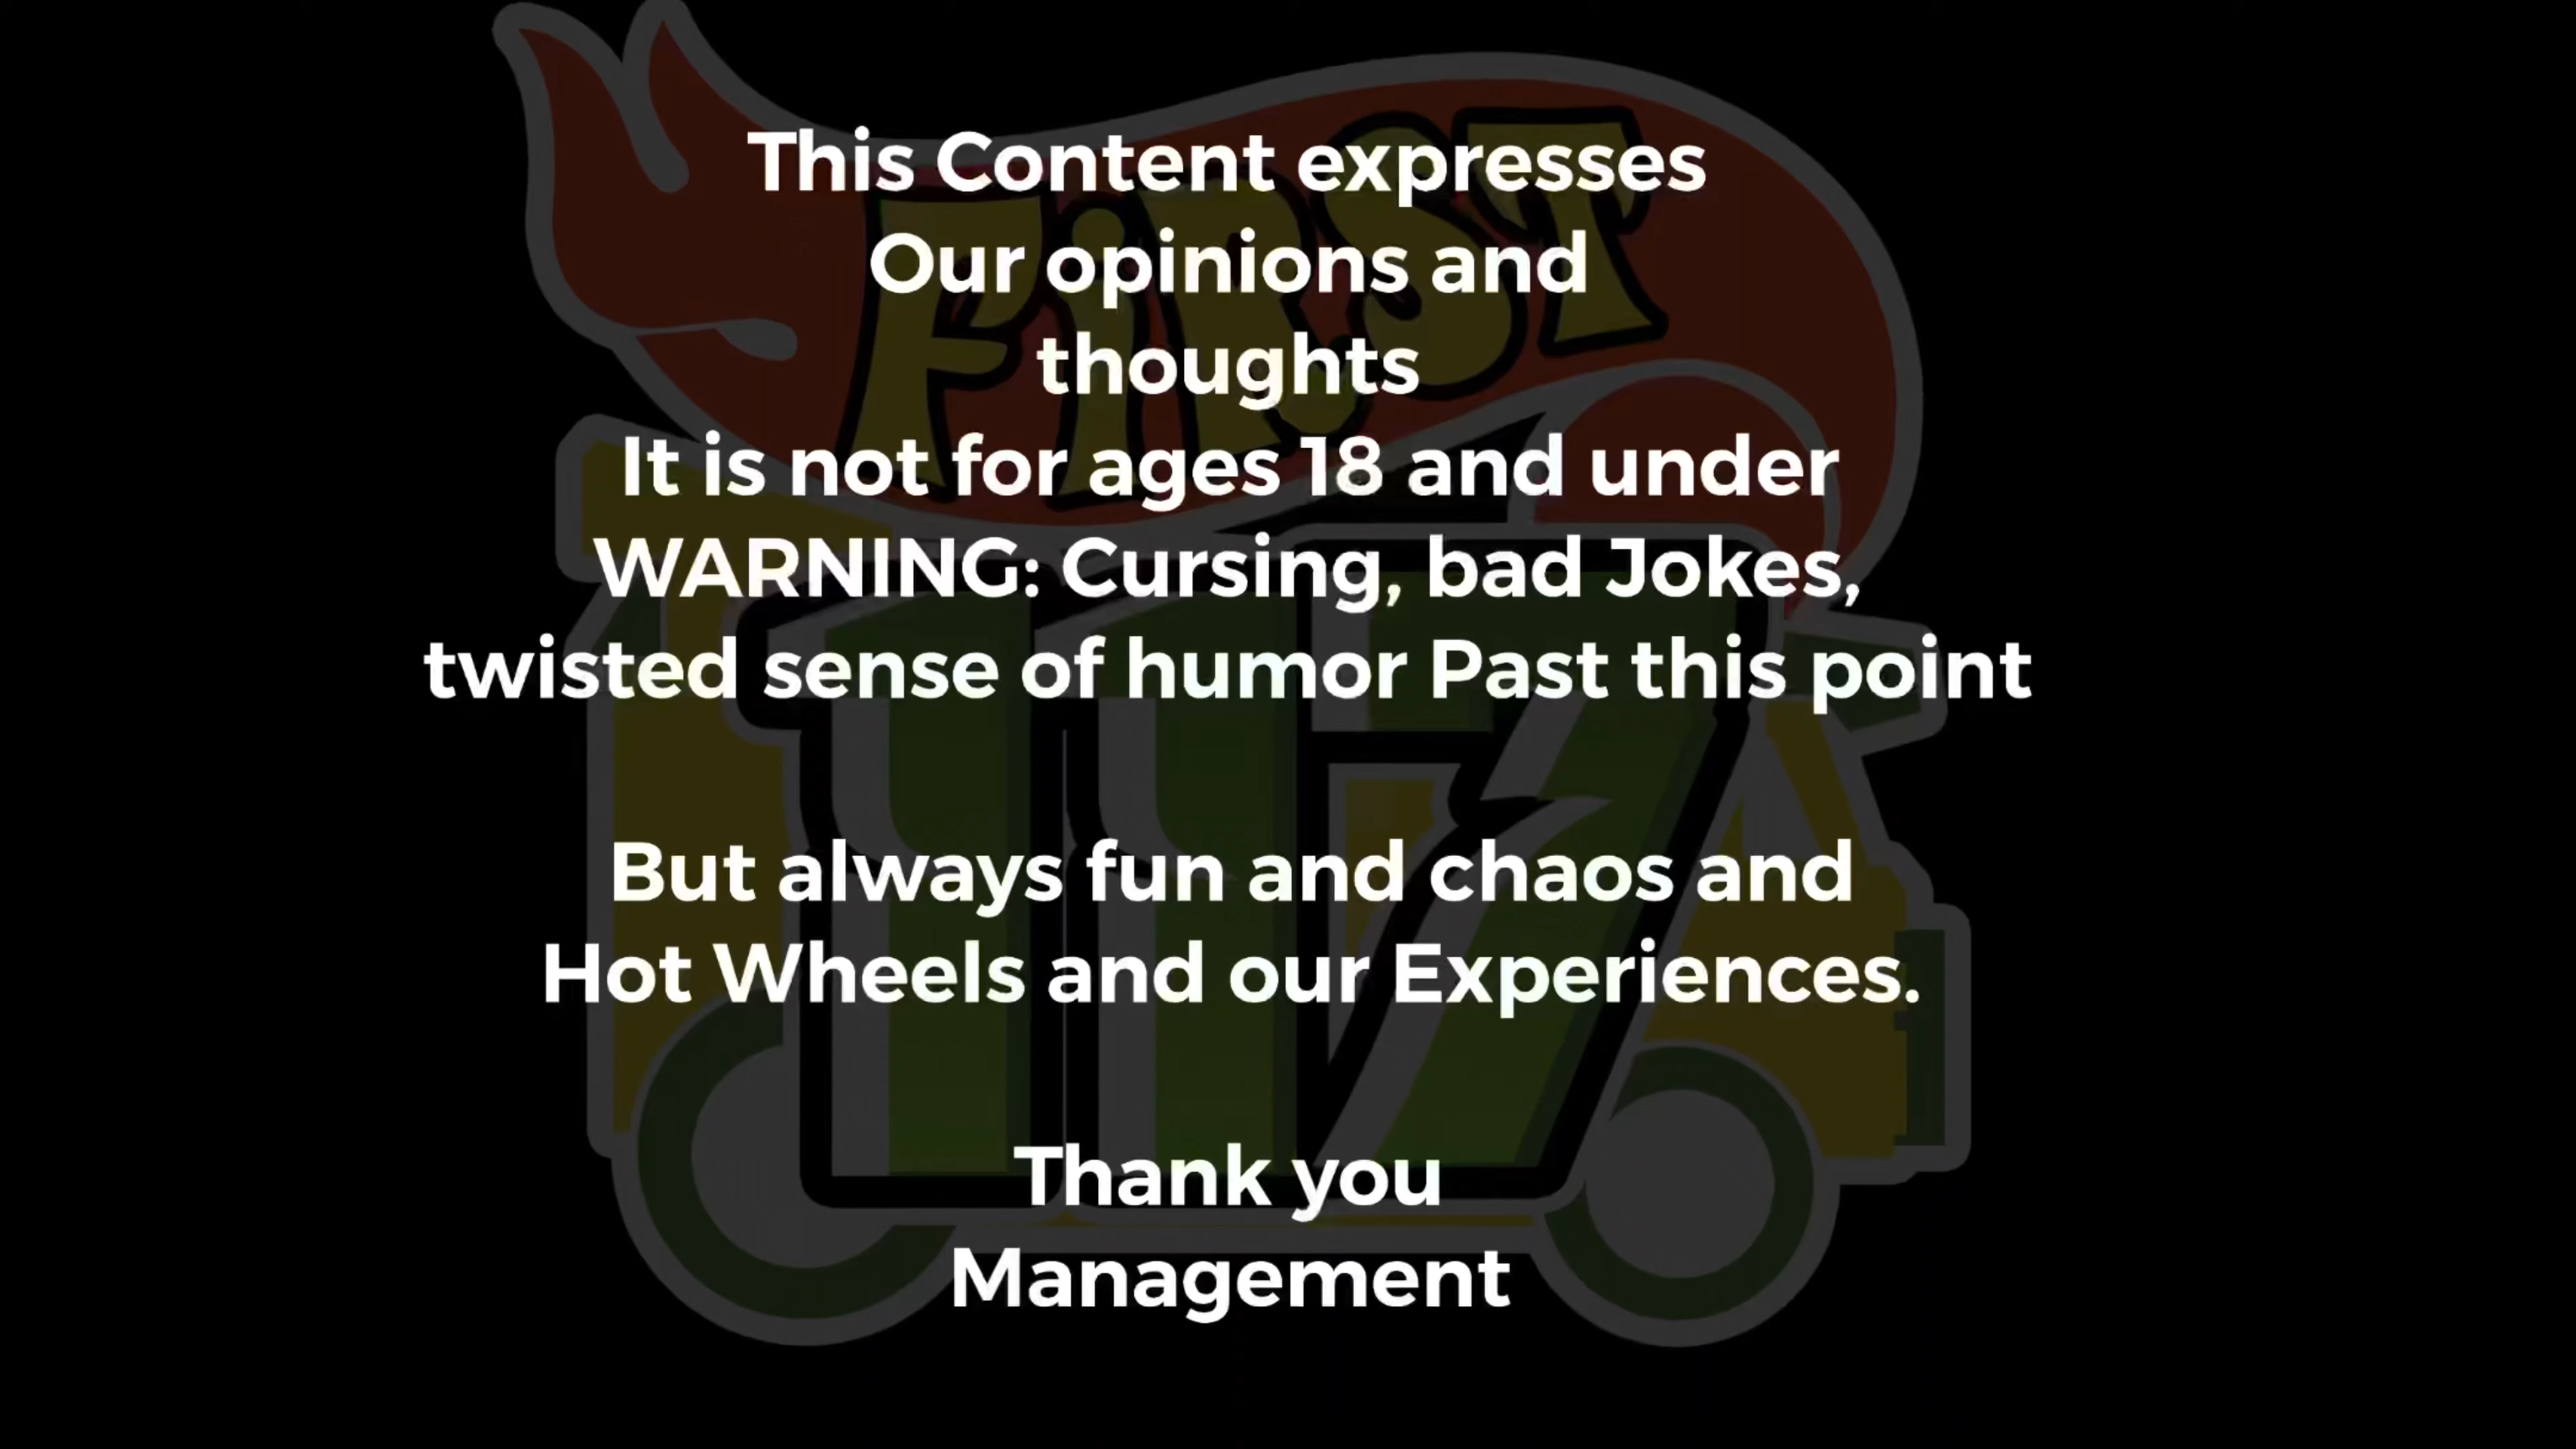 This Content expresses
Our opinions and
thoughts
It is not for ages 18 and under
WARNING: Cursing, bad Jokes,
twisted sense of humor Past this point
But always fun and chaos and
Hot Wheels and our Experiences.
Thank you
Management
FiRST
117